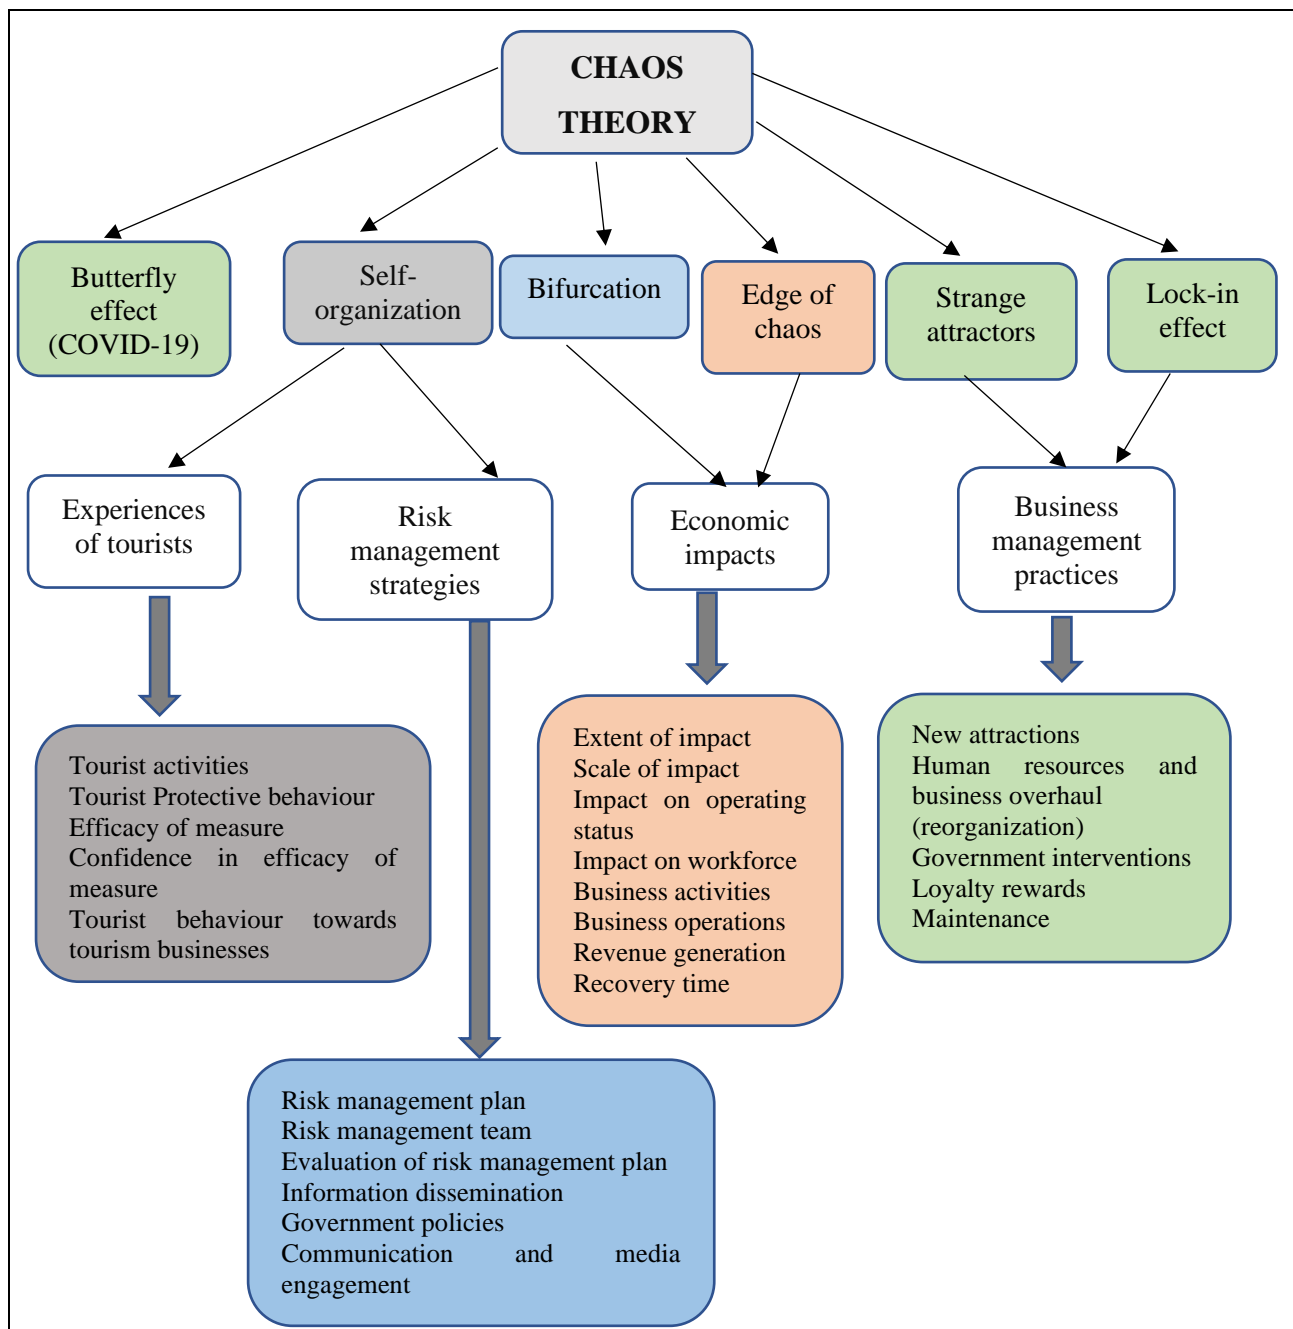 CHAOS
THEORY
Butterfly
effect
(COVID-19)
Self-
organization
Bifurcation
Edge of
chaos
Strange
attractors
Lock-in
effect
Experiences
of tourists
Risk
management
strategies
Economic
impacts
Business
management
practices
Tourist activities
Tourist Protective behaviour
Efficacy of measure
Confidence in efficacy of
measure
Tourist behaviour towards
tourism businesses
Extent of impact
Scale of impact
Impact on operating
status
Impact on workforce
Business activities
Business operations
Revenue generation
Recovery time
New attractions
Human resources and
business overhaul
(reorganization)
Government interventions
Loyalty rewards
Maintenance
Risk management plan
Risk management team
Evaluation of risk management plan
Information dissemination
Government policies
Communication and media
engagement